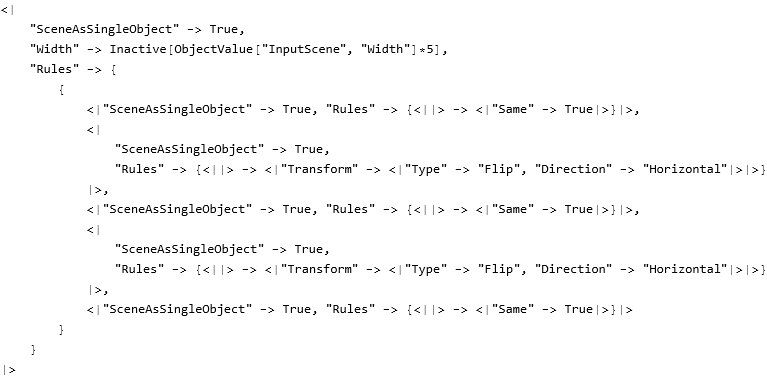 <|
"SceneAsSingleObject" -> True,
"Width" -> Inactive[ObjectValue["InputScene", "Width"]*5],
"Rules" -> {
{
<|"SceneAsSingleObject" -> True, "Rules" -> {<||> -> <|"Same" -> True|>}|>,
<|
"SceneAsSingleObject" -> True,
"Rules" -> {<||> -> <|"Transform" -> <|"Type" -> "Flip", "Direction" -> "Horizontal"|>|>}
|>,
<|"SceneAsSingleObject" -> True, "Rules" -> {<||> -> <|"Same" -> True|>}|>,
<|
"SceneAsSingleObject" -> True,
"Rules" -> {<||> -> <|"Transform" -> <|"Type" -> "Flip", "Direction" -> "Horizontal"|>|>}
|>,
<|"SceneAsSingleObject" -> True, "Rules" -> {<||> -> <|"Same" -> True|>}|>
}
}
|>